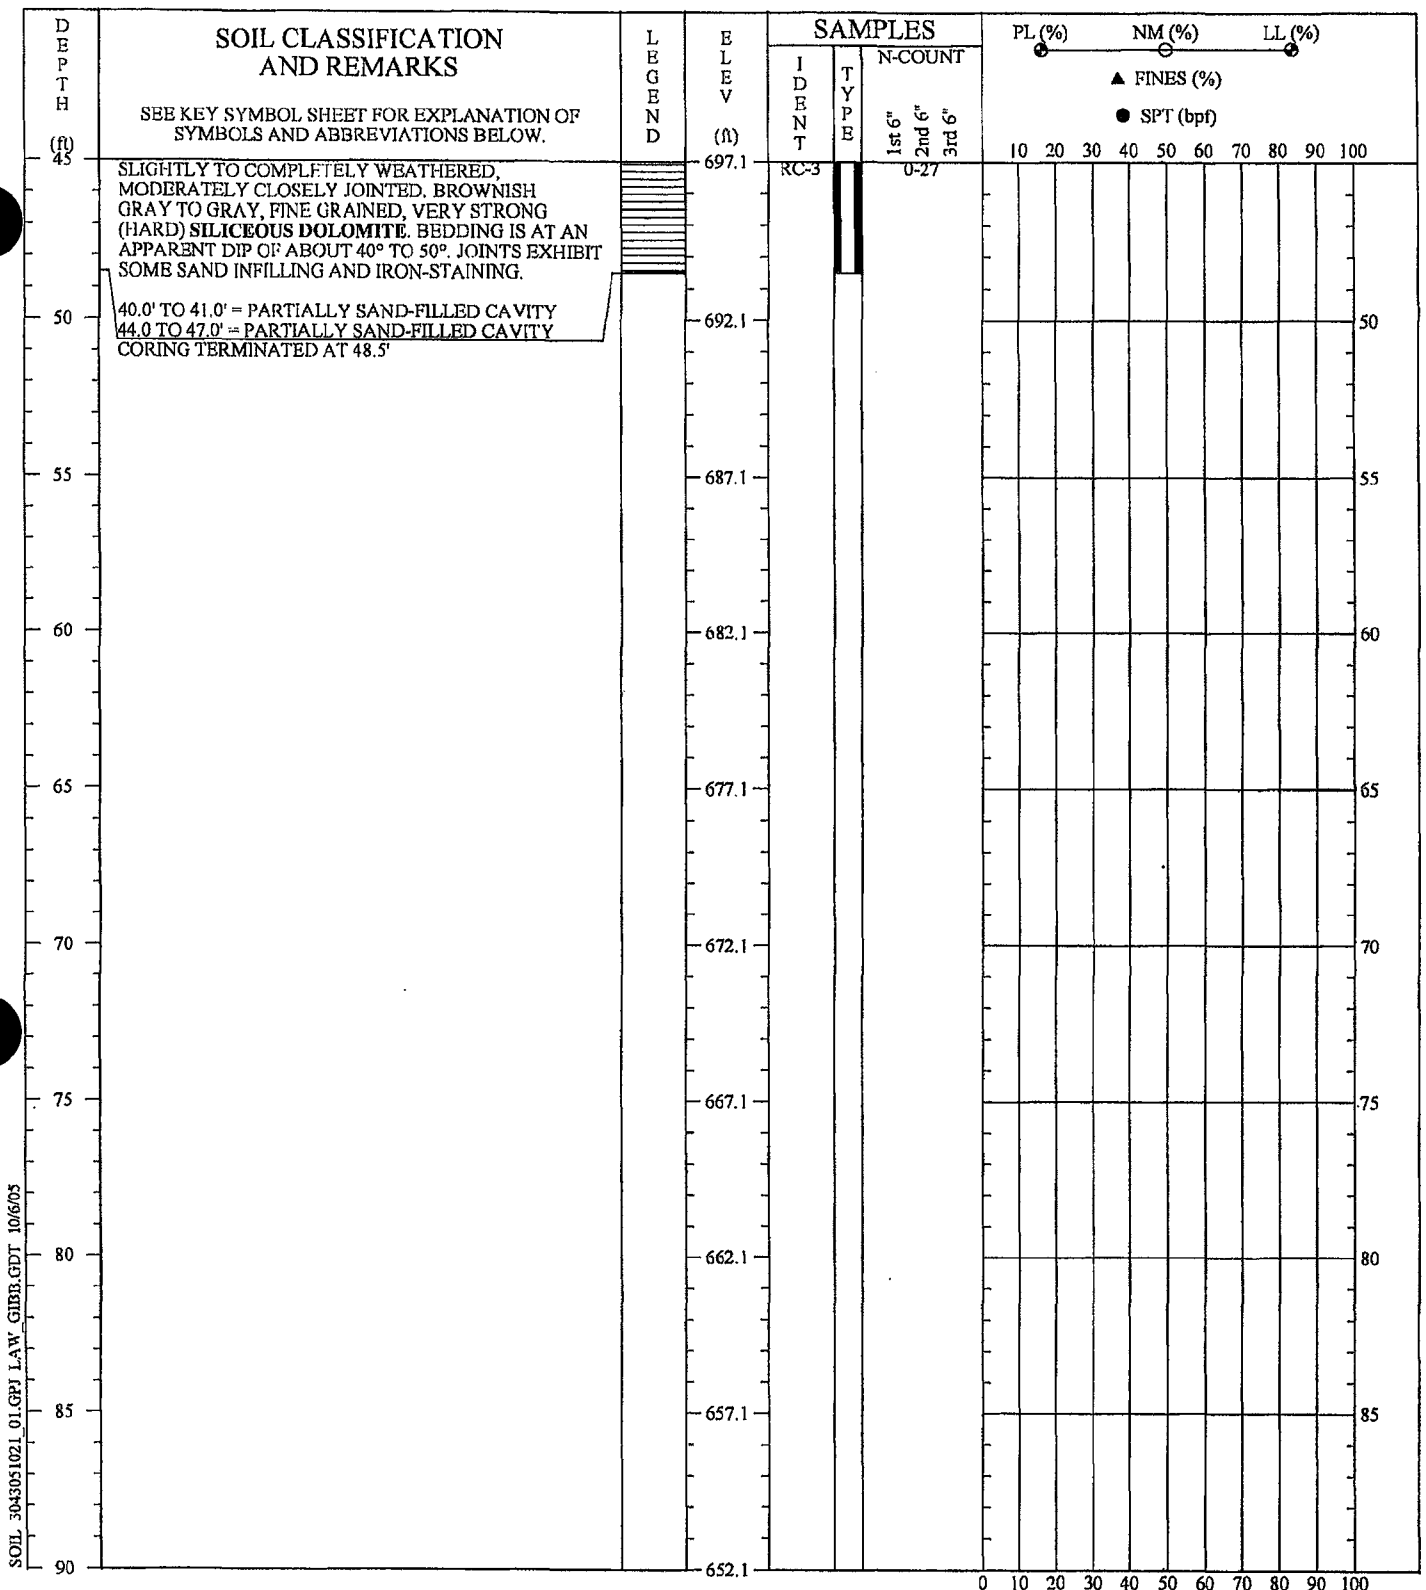 DEPTH
(ft)
SOIL CLASSIFICATION
AND REMARKS
SEE KEY SYMBOL SHEET FOR EXPLANATION OF
SYMBOLS AND ABBREVIATIONS BELOW.
LEGEND
ELEV
(ft)
SAMPLES
IDENT
TYPE
N-COUNT
1st 6"
2nd 6"
3rd 6"
PL (%) NM (%) LL (%)
▲ FINES (%)
● SPT (bpf)
10 20 30 40 50 60 70 80 90 100
45
697.1
RC-3
0-27
SLIGHTLY TO COMPLETELY WEATHERED,
MODERATELY CLOSELY JOINTED, BROWNISH
GRAY TO GRAY, FINE GRAINED, VERY STRONG
(HARD) SILICEOUS DOLOMITE. BEDDING IS AT AN
APPARENT DIP OF ABOUT 40° TO 50°. JOINTS EXHIBIT
SOME SAND INFILLING AND IRON-STAINING.
40.0' TO 41.0' = PARTIALLY SAND-FILLED CAVITY
44.0 TO 47.0' = PARTIALLY SAND-FILLED CAVITY
CORING TERMINATED AT 48.5'
50 692.1 50
55 687.1 55
60 682.1 60
65 677.1 65
70 672.1 70
75 667.1 75
80 662.1 80
85 657.1 85
90 652.1
0 10 20 30 40 50 60 70 80 90 100
SOIL 3043051021_01.GPJ LAW_GIBB.GDT 10/6/05